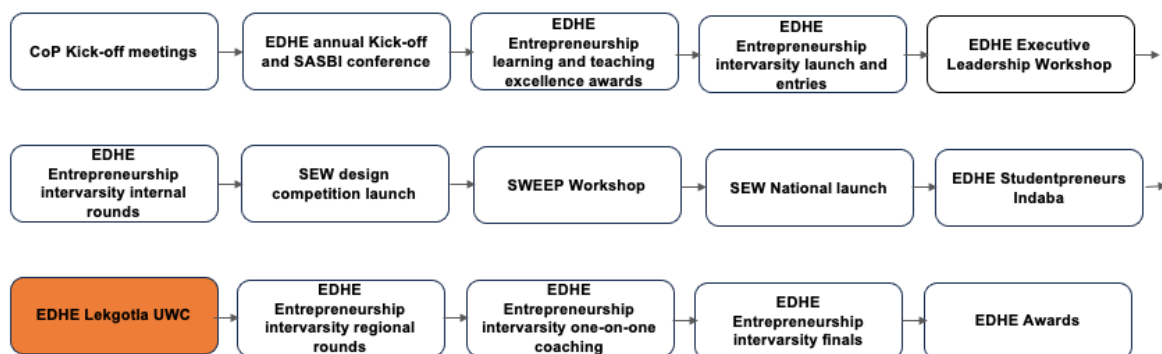 CoP Kick-off meetings
EDHE annual Kick-off
and SASBI conference
EDHE
Entrepreneurship
learning and teaching
excellence awards
EDHE
Entrepreneurship
intervarsity launch and
entries
EDHE Executive
Leadership Workshop
EDHE
Entrepreneurship
intervarsity internal
rounds
SEW design
competition launch
SWEEP Workshop
SEW National launch
EDHE Studentpreneurs
Indaba
EDHE Lekgotla UWC
EDHE
Entrepreneurship
intervarsity regional
rounds
EDHE
Entrepreneurship
intervarsity one-on-one
coaching
EDHE
Entrepreneurship
intervarsity finals
EDHE Awards